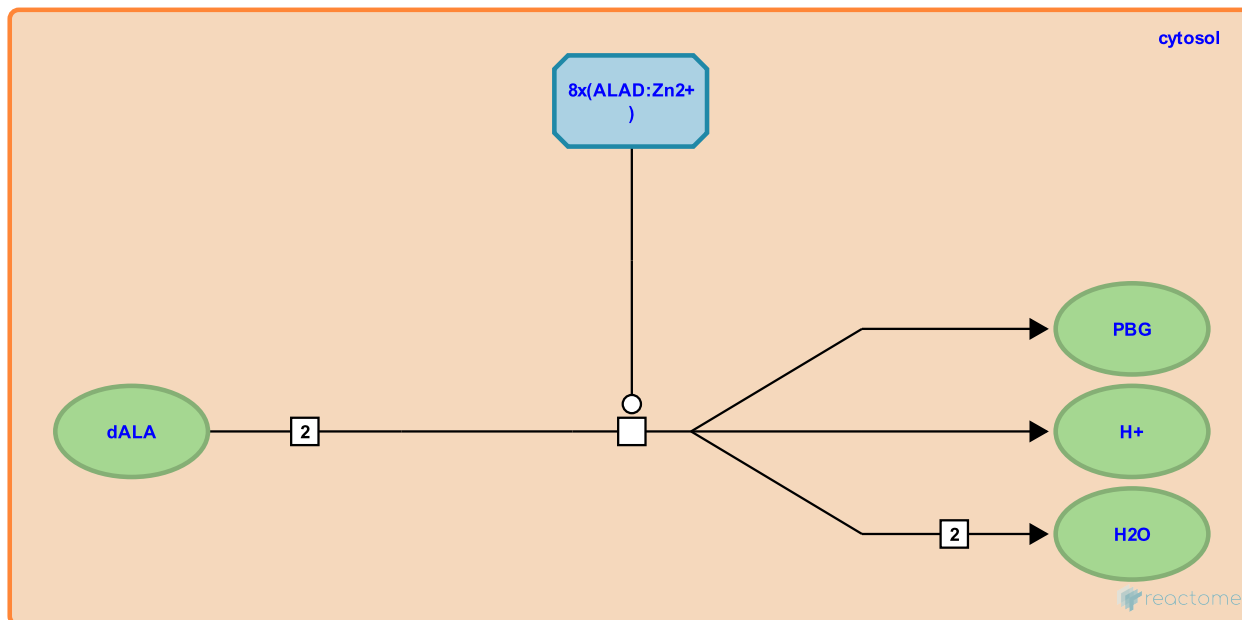 cytosol
8x(ALAD:Zn2+
)
PBG
dALA
2
H+
2
H2O
reactome